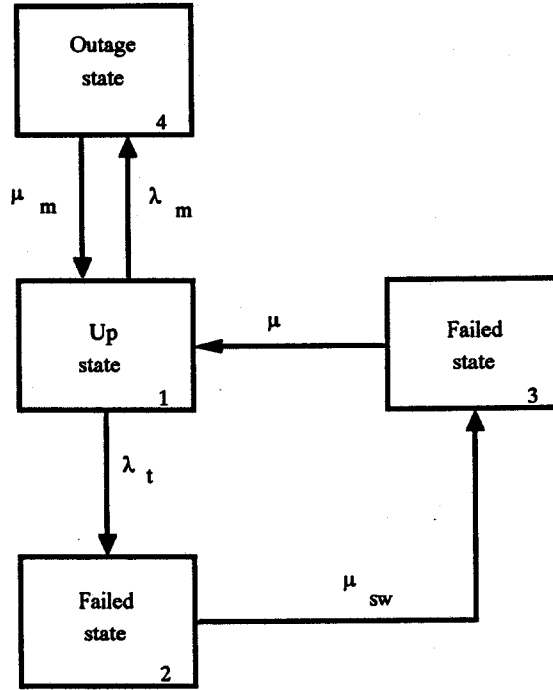 Outage
state
4
μ m
λ m
Up
state
1
μ
Failed
state
3
λ t
Failed
state
2
μ sw